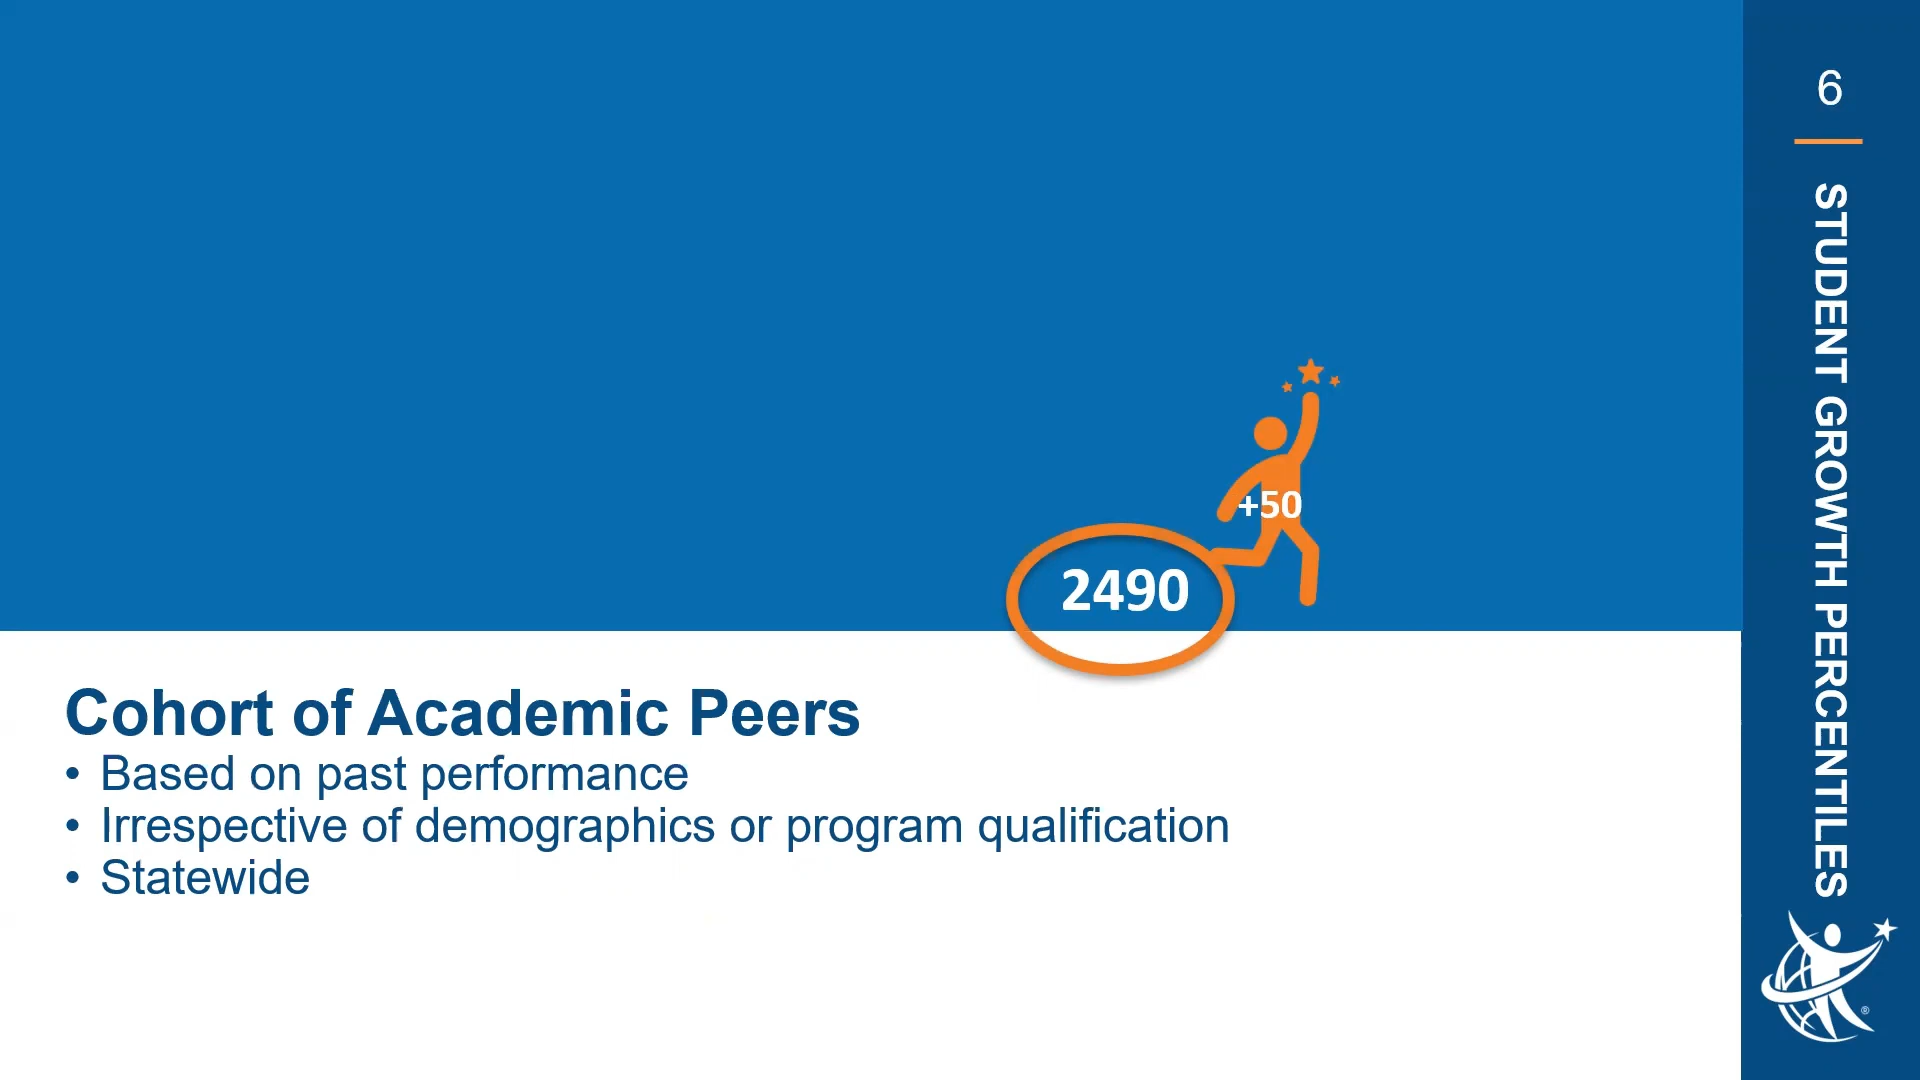 6
STUDENT GROWTH PERCENTILES
+50
2490
Cohort of Academic Peers
• Based on past performance
• Irrespective of demographics or program qualification
• Statewide
®